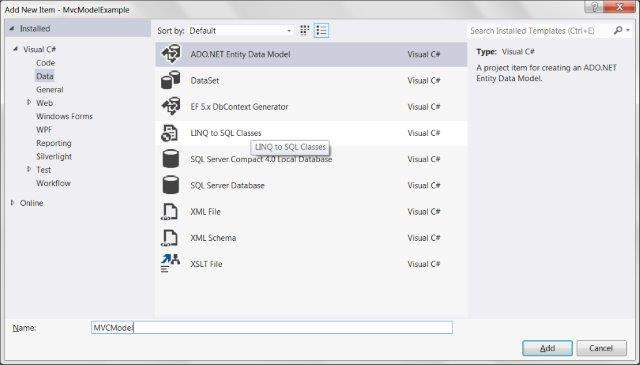 Add New Item - MvcModelExample
Installed
Sort by: Default
Search Installed Templates (Ctrl+E)
Visual C#
Code
Data
General
Web
Windows Forms
WPF
Reporting
Silverlight
Test
Workflow
Online
ADO.NET Entity Data Model Visual C#
DataSet Visual C#
EF 5.x DbContext Generator Visual C#
LINQ to SQL Classes Visual C#
LINQ to SQL Classes
SQL Server Compact 4.0 Local Database Visual C#
SQL Server Database Visual C#
XML File Visual C#
XML Schema Visual C#
XSLT File Visual C#
Type: Visual C#
A project item for creating an ADO.NET
Entity Data Model.
Name: MVCModel
Add Cancel